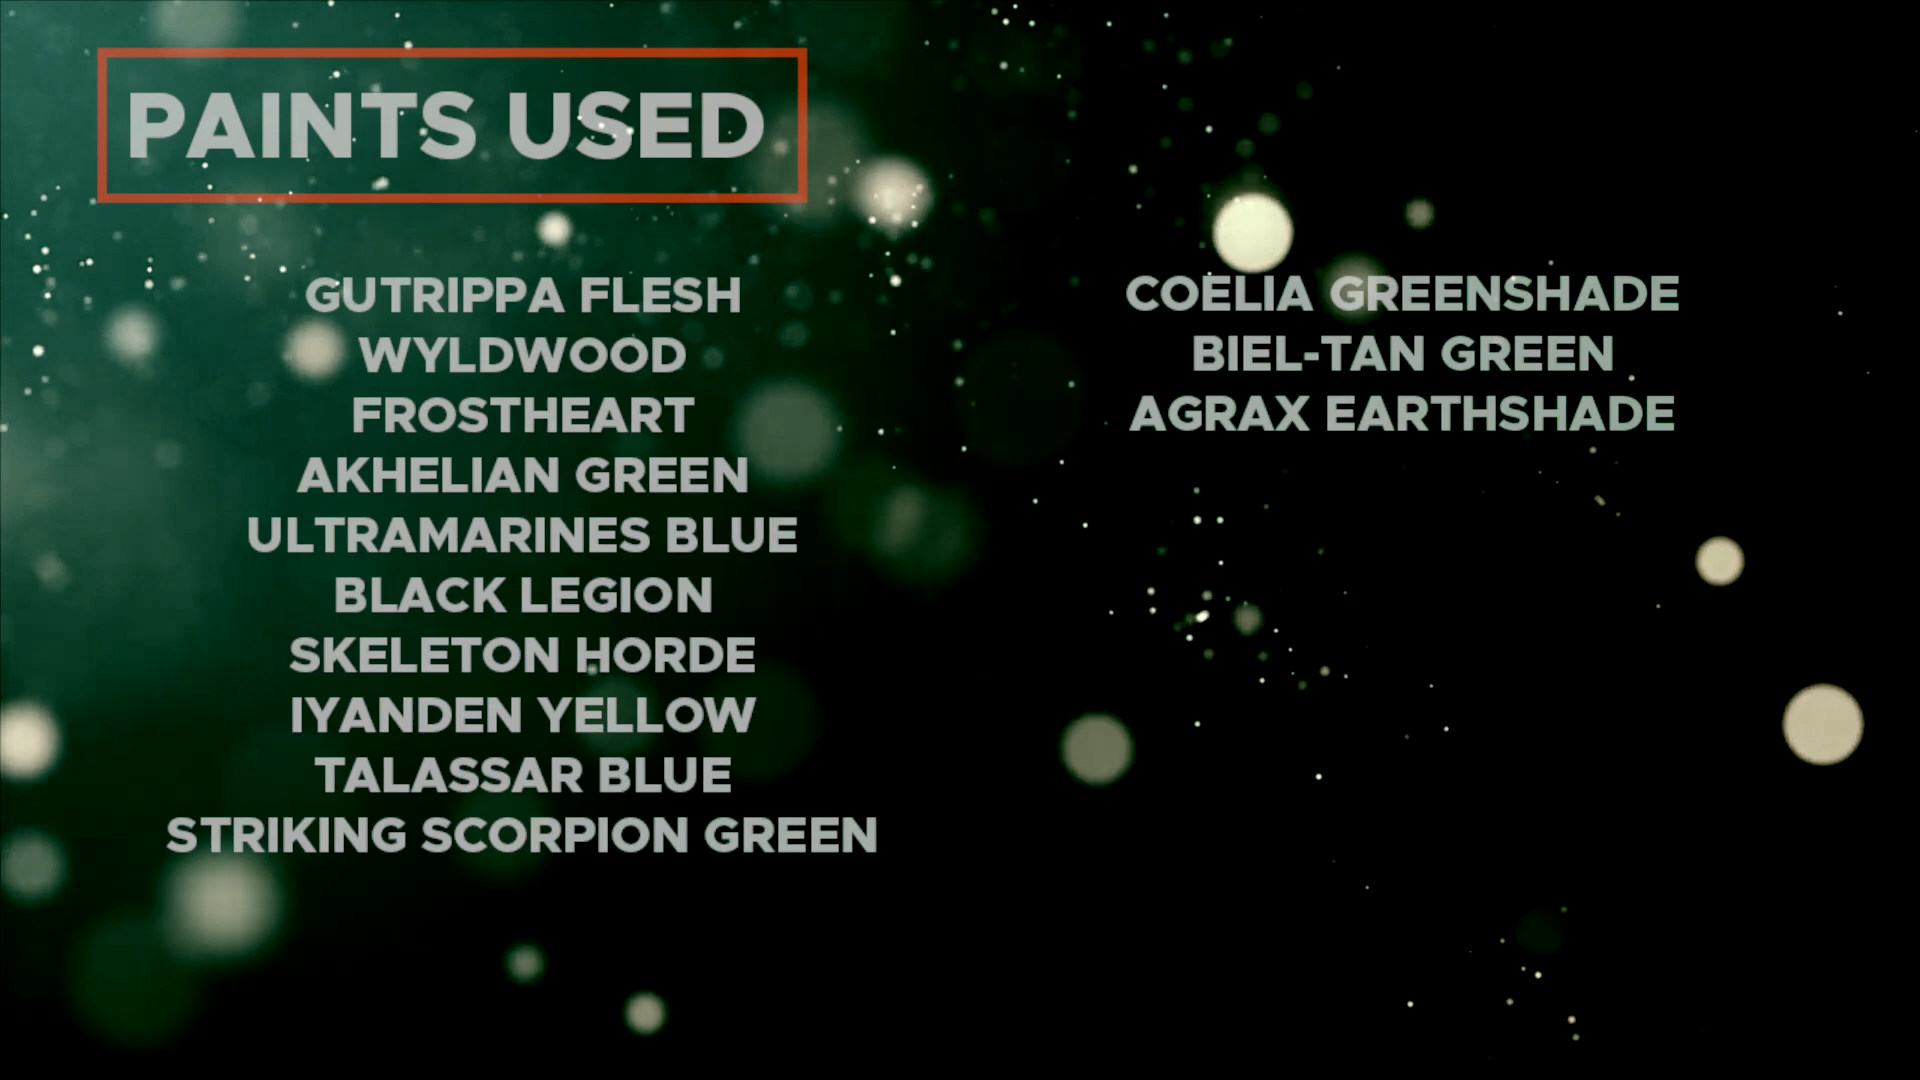 PAINTS USED
GUTRIPPA FLESH
WYLDWOOD
FROSTHEART
AKHELIAN GREEN
ULTRAMARINES BLUE
BLACK LEGION
SKELETON HORDE
IYANDEN YELLOW
TALASSAR BLUE
STRIKING SCORPION GREEN
COELIA GREENSHADE
BIEL-TAN GREEN
AGRAX EARTHSHADE